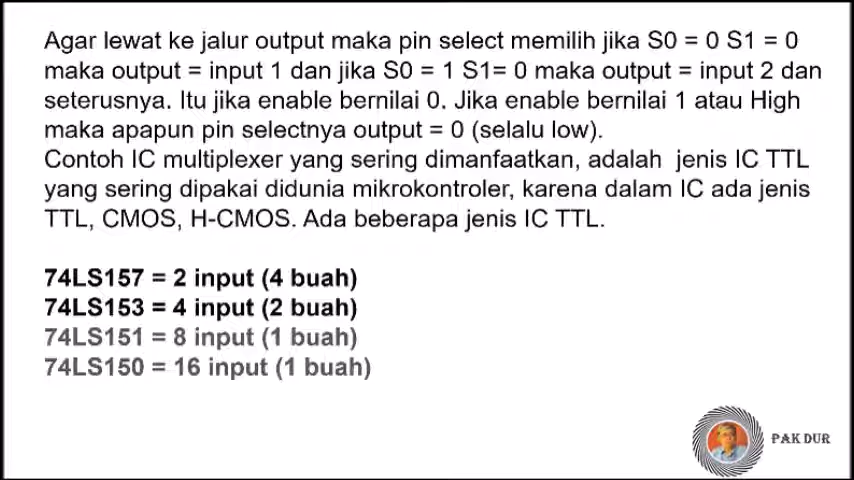 Agar lewat ke jalur output maka pin select memilih jika S0 = 0 S1 = 0
maka output = input 1 dan jika S0 = 1 S1= 0 maka output = input 2 dan
seterusnya. Itu jika enable bernilai 0. Jika enable bernilai 1 atau High
maka apapun pin selectnya output = 0 (selalu low).
Contoh IC multiplexer yang sering dimanfaatkan, adalah  jenis IC TTL
yang sering dipakai didunia mikrokontroler, karena dalam IC ada jenis
TTL, CMOS, H-CMOS. Ada beberapa jenis IC TTL.
74LS157 = 2 input (4 buah)
74LS153 = 4 input (2 buah)
74LS151 = 8 input (1 buah)
74LS150 = 16 input (1 buah)
PAK DUR